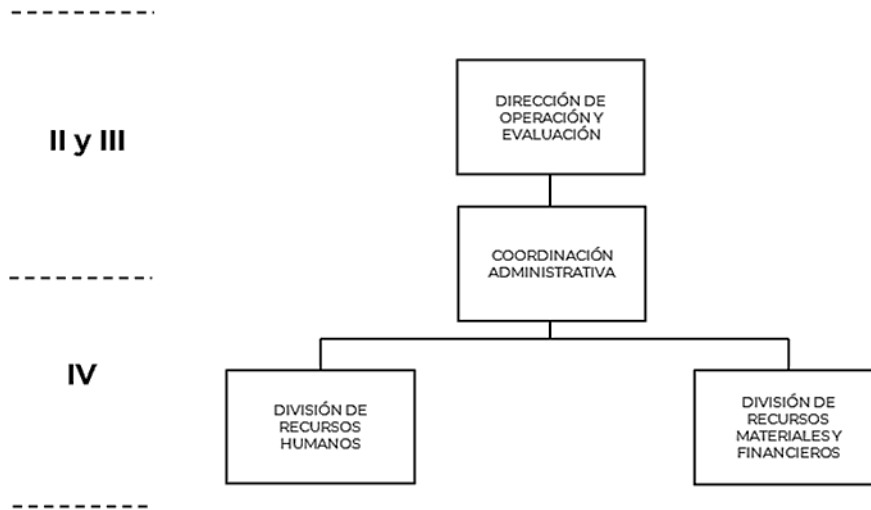 II y III
DIRECCIÓN DE
OPERACIÓN Y
EVALUACIÓN
COORDINACIÓN
ADMINISTRATIVA
IV
DIVISIÓN DE
RECURSOS
HUMANOS
DIVISIÓN DE
RECURSOS
MATERIALES Y
FINANCIEROS